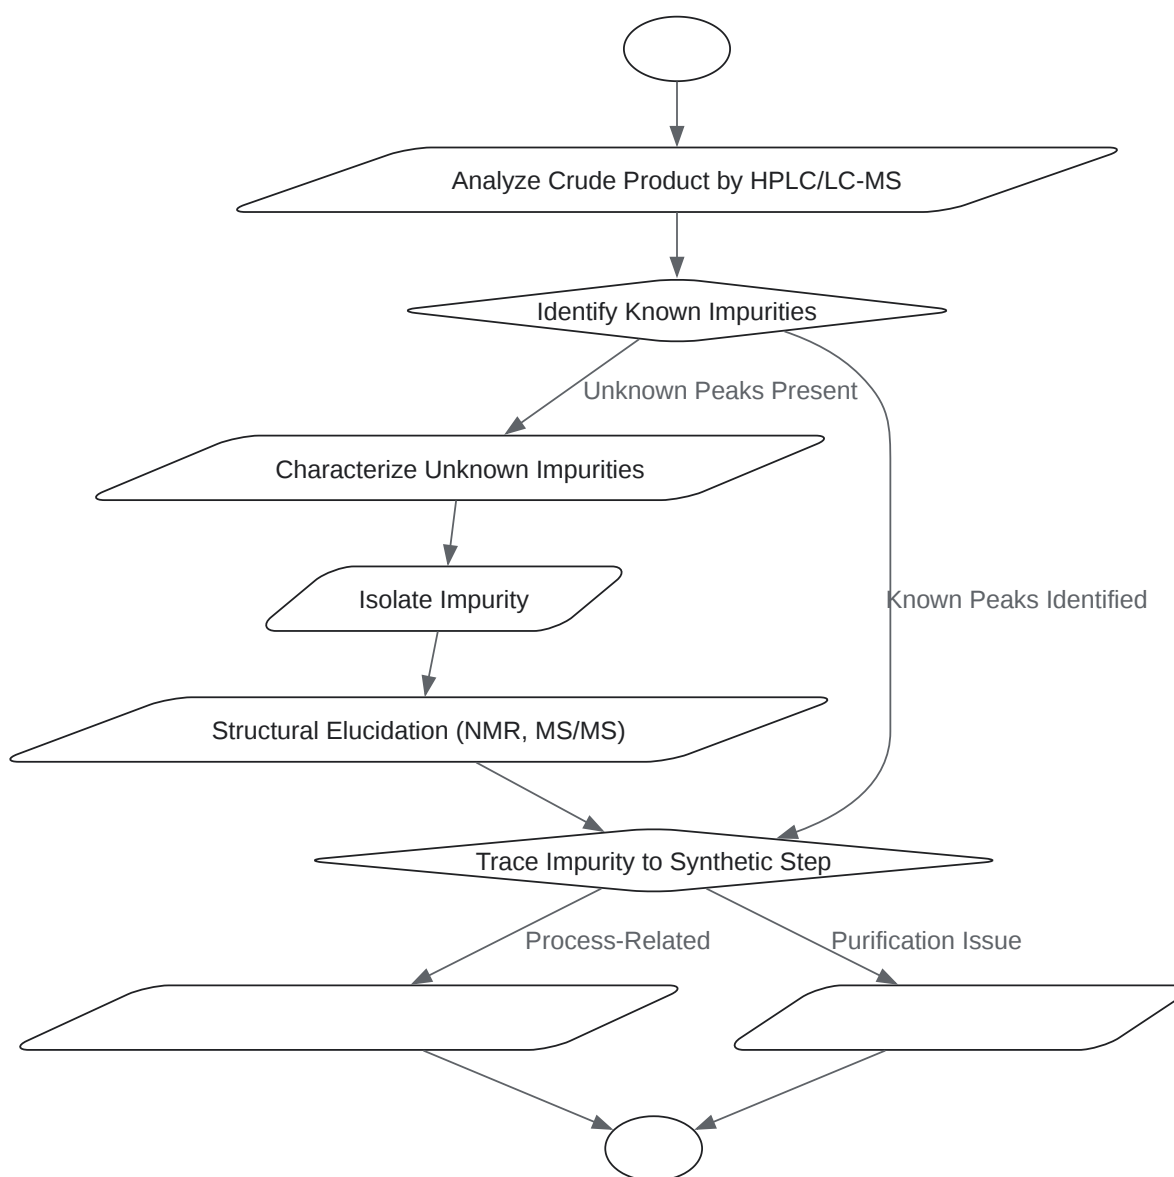 Analyze Crude Product by HPLC/LC-MS
Identify Known Impurities
Unknown Peaks Present
Characterize Unknown Impurities
Isolate Impurity
Known Peaks Identified
Structural Elucidation (NMR, MS/MS)
Trace Impurity to Synthetic Step
Process-Related
Purification Issue